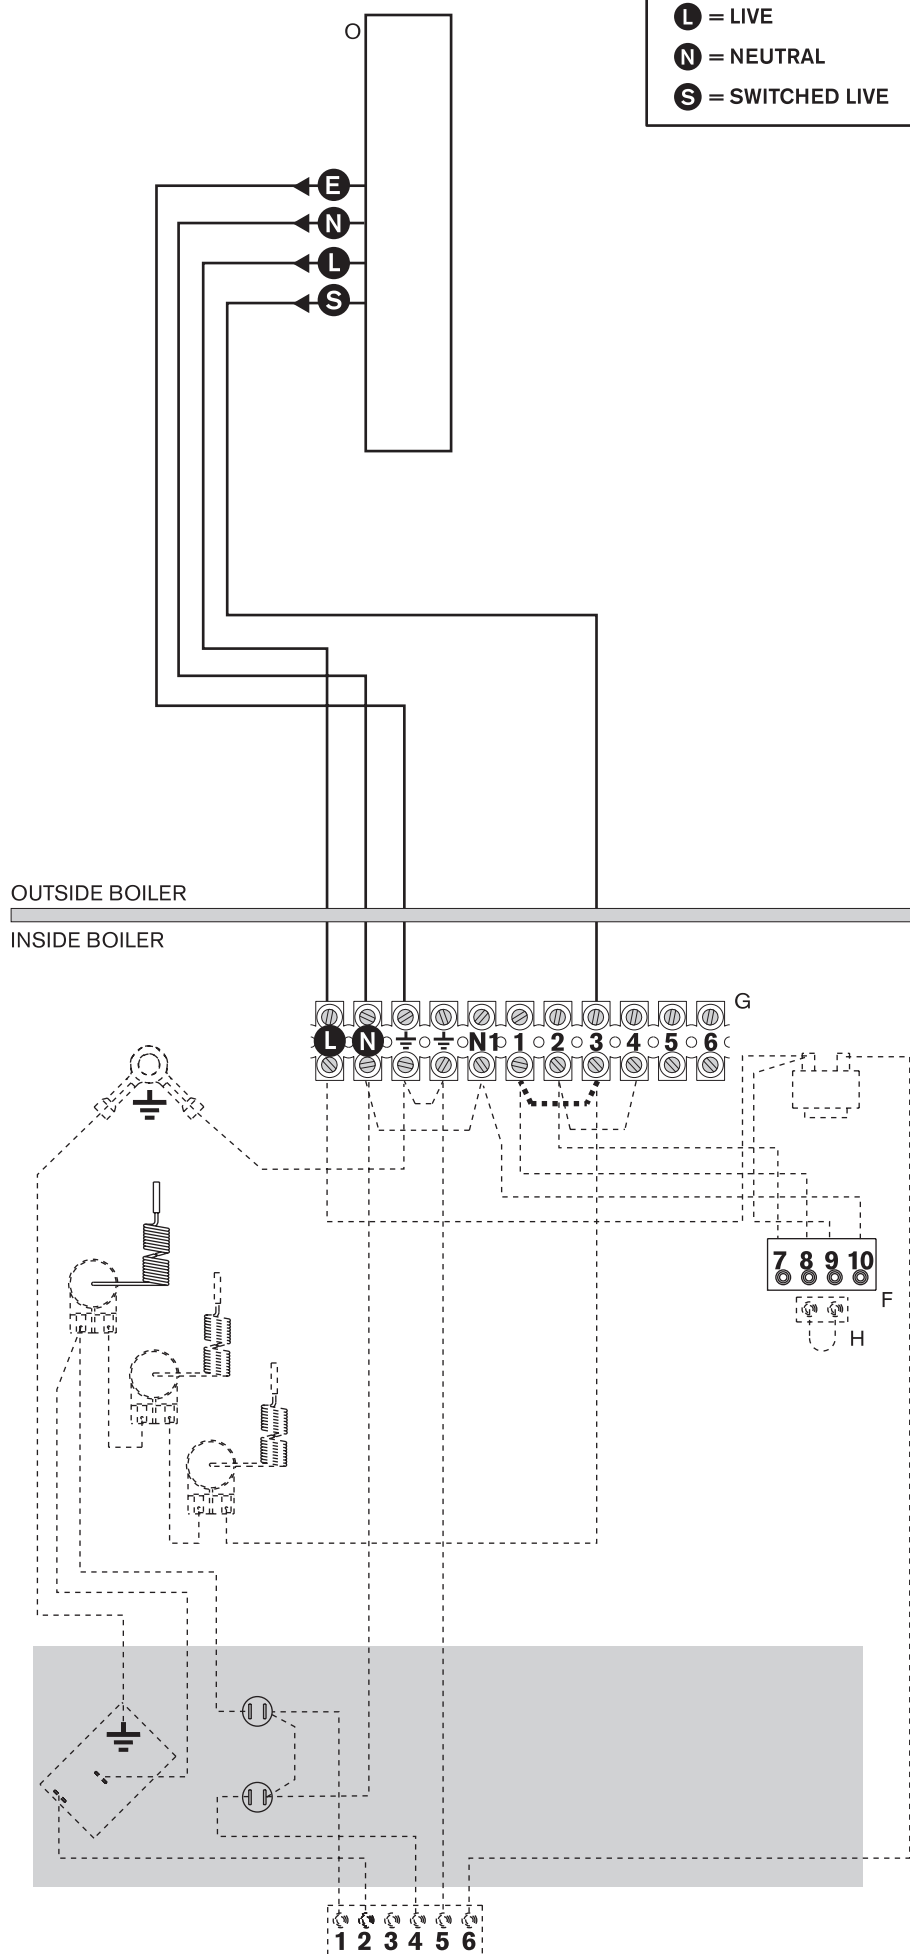 L = LIVE
N = NEUTRAL
S = SWITCHED LIVE
O
E
N
L
S
OUTSIDE BOILER
INSIDE BOILER
G
L N N1 1 2 3 4 5 6
7 8 9 10
F
H
1 2 3 4 5 6